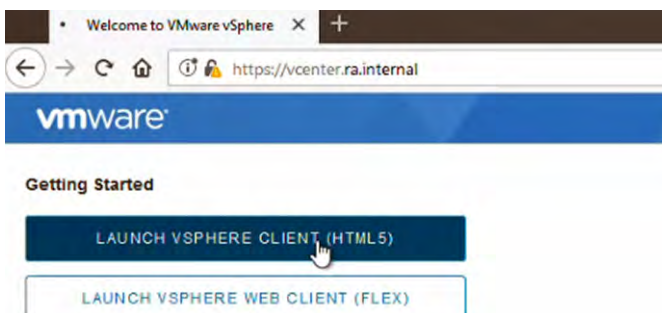 Welcome to VMware vSphere
https://vcenter.ra.internal
vmware
Getting Started
LAUNCH VSPHERE CLIENT (HTML5)
LAUNCH VSPHERE WEB CLIENT (FLEX)